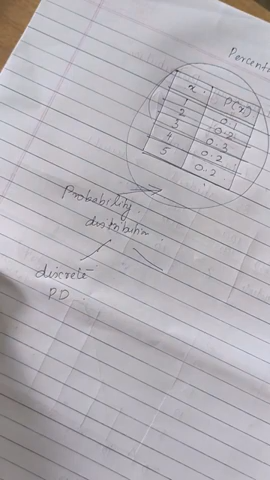 Percent
x P(x)
1 0.1
2 0.2
3 0.3
4 0.2
5 0.2
Probability
distribution
discrete
P.D